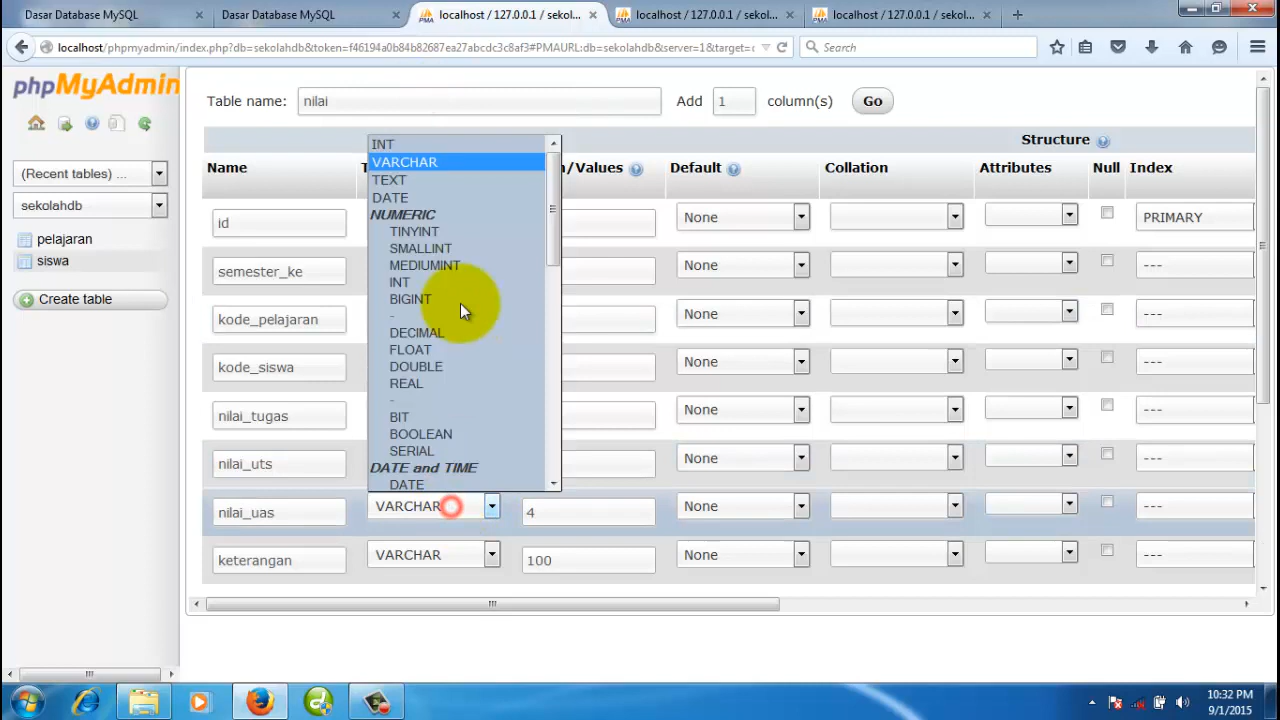 Dasar Database MySQL ×
Dasar Database MySQL ×
PMA localhost / 127.0.0.1 / sekol... ×
PMA localhost / 127.0.0.1 / sekol... ×
PMA localhost / 127.0.0.1 / sekol... ×
localhost/phpmyadmin/index.php?db=sekolahdb&token=f46194a0b84b82687ea27abcdc3c8af3#PMAURL:db=sekolahdb&server=1&target=
Search
phpMyAdmin
(Recent tables) ...
sekolahdb
pelajaran
siswa
Create table
Table name: nilai Add 1 column(s) Go
Structure
Name T n/Values Default Collation Attributes Null Index
INT
VARCHAR
TEXT
DATE
NUMERIC
TINYINT
SMALLINT
MEDIUMINT
INT
BIGINT
-
DECIMAL
FLOAT
DOUBLE
REAL
-
BIT
BOOLEAN
SERIAL
DATE and TIME
DATE
id None PRIMARY
semester_ke None ---
kode_pelajaran None ---
kode_siswa None ---
nilai_tugas None ---
nilai_uts None ---
nilai_uas VARCHAR 4 None ---
keterangan VARCHAR 100 None ---
10:32 PM
9/1/2015